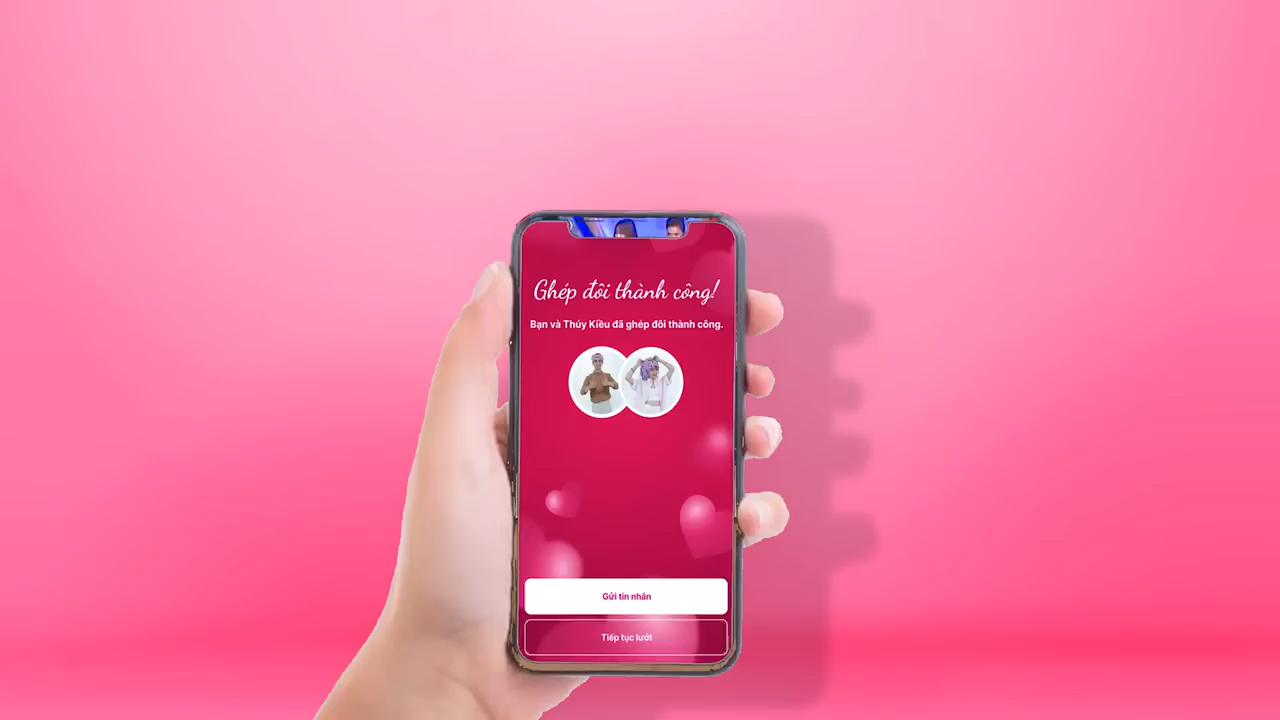 Ghép đôi thành công!
Bạn và Thúy Kiều đã ghép đôi thành công.
Gửi tin nhắn
Tiếp tục lướt